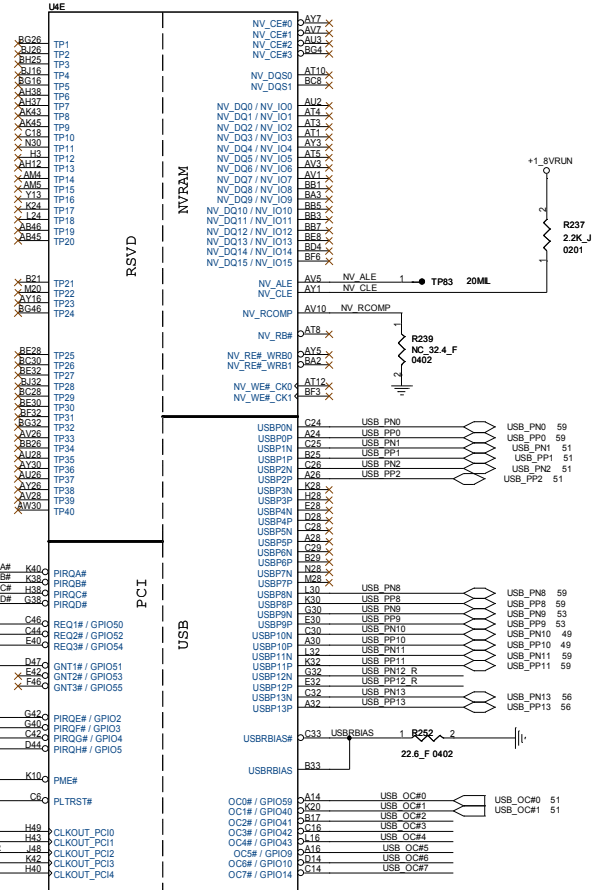 U4E
BG26 TP1
BJ26 TP2
BH25 TP3
BJ16 TP4
BG16 TP5
AH38 TP6
AH37 TP7
AK43 TP8
AK45 TP9
C18 TP10
N30 TP11
H3 TP12
AH12 TP13
AM4 TP14
AM5 TP15
Y13 TP16
K24 TP17
L24 TP18
AB46 TP19
AB45 TP20
B21 TP21
M20 TP22
AY16 TP23
BG46 TP24
BE28 TP25
BC30 TP26
BE32 TP27
BJ32 TP28
BC28 TP29
BE30 TP30
BF32 TP31
BG32 TP32
AV26 TP33
BB26 TP34
AU28 TP35
AY30 TP36
AU26 TP37
AY26 TP38
AV28 TP39
AW30 TP40
RSVD
NVRAM
NV_CE#0 AY7
NV_CE#1 AV7
NV_CE#2 AU3
NV_CE#3 BG4
NV_DQS0 AT10
NV_DQS1 BC8
NV_DQ0 / NV_IO0 AU2
NV_DQ1 / NV_IO1 AT4
NV_DQ2 / NV_IO2 AT3
NV_DQ3 / NV_IO3 AT1
NV_DQ4 / NV_IO4 AY3
NV_DQ5 / NV_IO5 AT5
NV_DQ6 / NV_IO6 AV3
NV_DQ7 / NV_IO7 AV1
NV_DQ8 / NV_IO8 BB1
NV_DQ9 / NV_IO9 BA3
NV_DQ10 / NV_IO10 BB5
NV_DQ11 / NV_IO11 BB3
NV_DQ12 / NV_IO12 BB7
NV_DQ13 / NV_IO13 BE8
NV_DQ14 / NV_IO14 BD4
NV_DQ15 / NV_IO15 BF6
NV_ALE AV5 NV_ALE 1 TP83 20MIL
NV_CLE AY1 NV_CLE
NV_RCOMP AV10 NV_RCOMP
NV_RB# AT8
NV_RE#_WRB0 AY5
NV_RE#_WRB1 BA2
NV_WE#_CK0 AT12
NV_WE#_CK1 BF3
+1_8VRUN
2
R237
2.2K_J
0201
1
1
R239
NC_32.4_F
0402
2
PCI
USB
A# K40 PIRQA#
B# K38 PIRQB#
C# H38 PIRQC#
D# G38 PIRQD#
C46 REQ1# / GPIO50
C44 REQ2# / GPIO52
E40 REQ3# / GPIO54
D47 GNT1# / GPIO51
E42 GNT2# / GPIO53
F46 GNT3# / GPIO55
G42 PIRQE# / GPIO2
G40 PIRQF# / GPIO3
C42 PIRQG# / GPIO4
D44 PIRQH# / GPIO5
K10 PME#
C6 PLTRST#
H49 CLKOUT_PCI0
H43 CLKOUT_PCI1
J48 CLKOUT_PCI2
K42 CLKOUT_PCI3
H40 CLKOUT_PCI4
USBP0N C24 USB_PN0 USB_PN0 59
USBP0P A24 USB_PP0 USB_PP0 59
USBP1N C25 USB_PN1 USB_PN1 51
USBP1P B25 USB_PP1 USB_PP1 51
USBP2N C26 USB_PN2 USB_PN2 51
USBP2P A26 USB_PP2 USB_PP2 51
USBP3N K28
USBP3P H28
USBP4N E28
USBP4P D28
USBP5N C28
USBP5P A28
USBP6N C29
USBP6P B29
USBP7N N28
USBP7P M28
USBP8N L30 USB_PN8 USB_PN8 59
USBP8P K30 USB_PP8 USB_PP8 59
USBP9N G30 USB_PN9 USB_PN9 53
USBP9P E30 USB_PP9 USB_PP9 53
USBP10N C30 USB_PN10 USB_PN10 49
USBP10P A30 USB_PP10 USB_PP10 49
USBP11N L32 USB_PN11 USB_PN11 59
USBP11P K32 USB_PP11 USB_PP11 59
USBP12N G32 USB_PN12_R
USBP12P E32 USB_PP12_R
USBP13N C32 USB_PN13 USB_PN13 56
USBP13P A32 USB_PP13 USB_PP13 56
USBRBIAS# C33 USBRBIAS 1 R252 2
22.6_F 0402
USBRBIAS B33
OC0# / GPIO59 A14 USB_OC#0 USB_OC#0 51
OC1# / GPIO40 K20 USB_OC#1 USB_OC#1 51
OC2# / GPIO41 B17 USB_OC#2
OC3# / GPIO42 C16 USB_OC#3
OC4# / GPIO43 L16 USB_OC#4
OC5# / GPIO9 A16 USB_OC#5
OC6# / GPIO10 D14 USB_OC#6
OC7# / GPIO14 C14 USB_OC#7